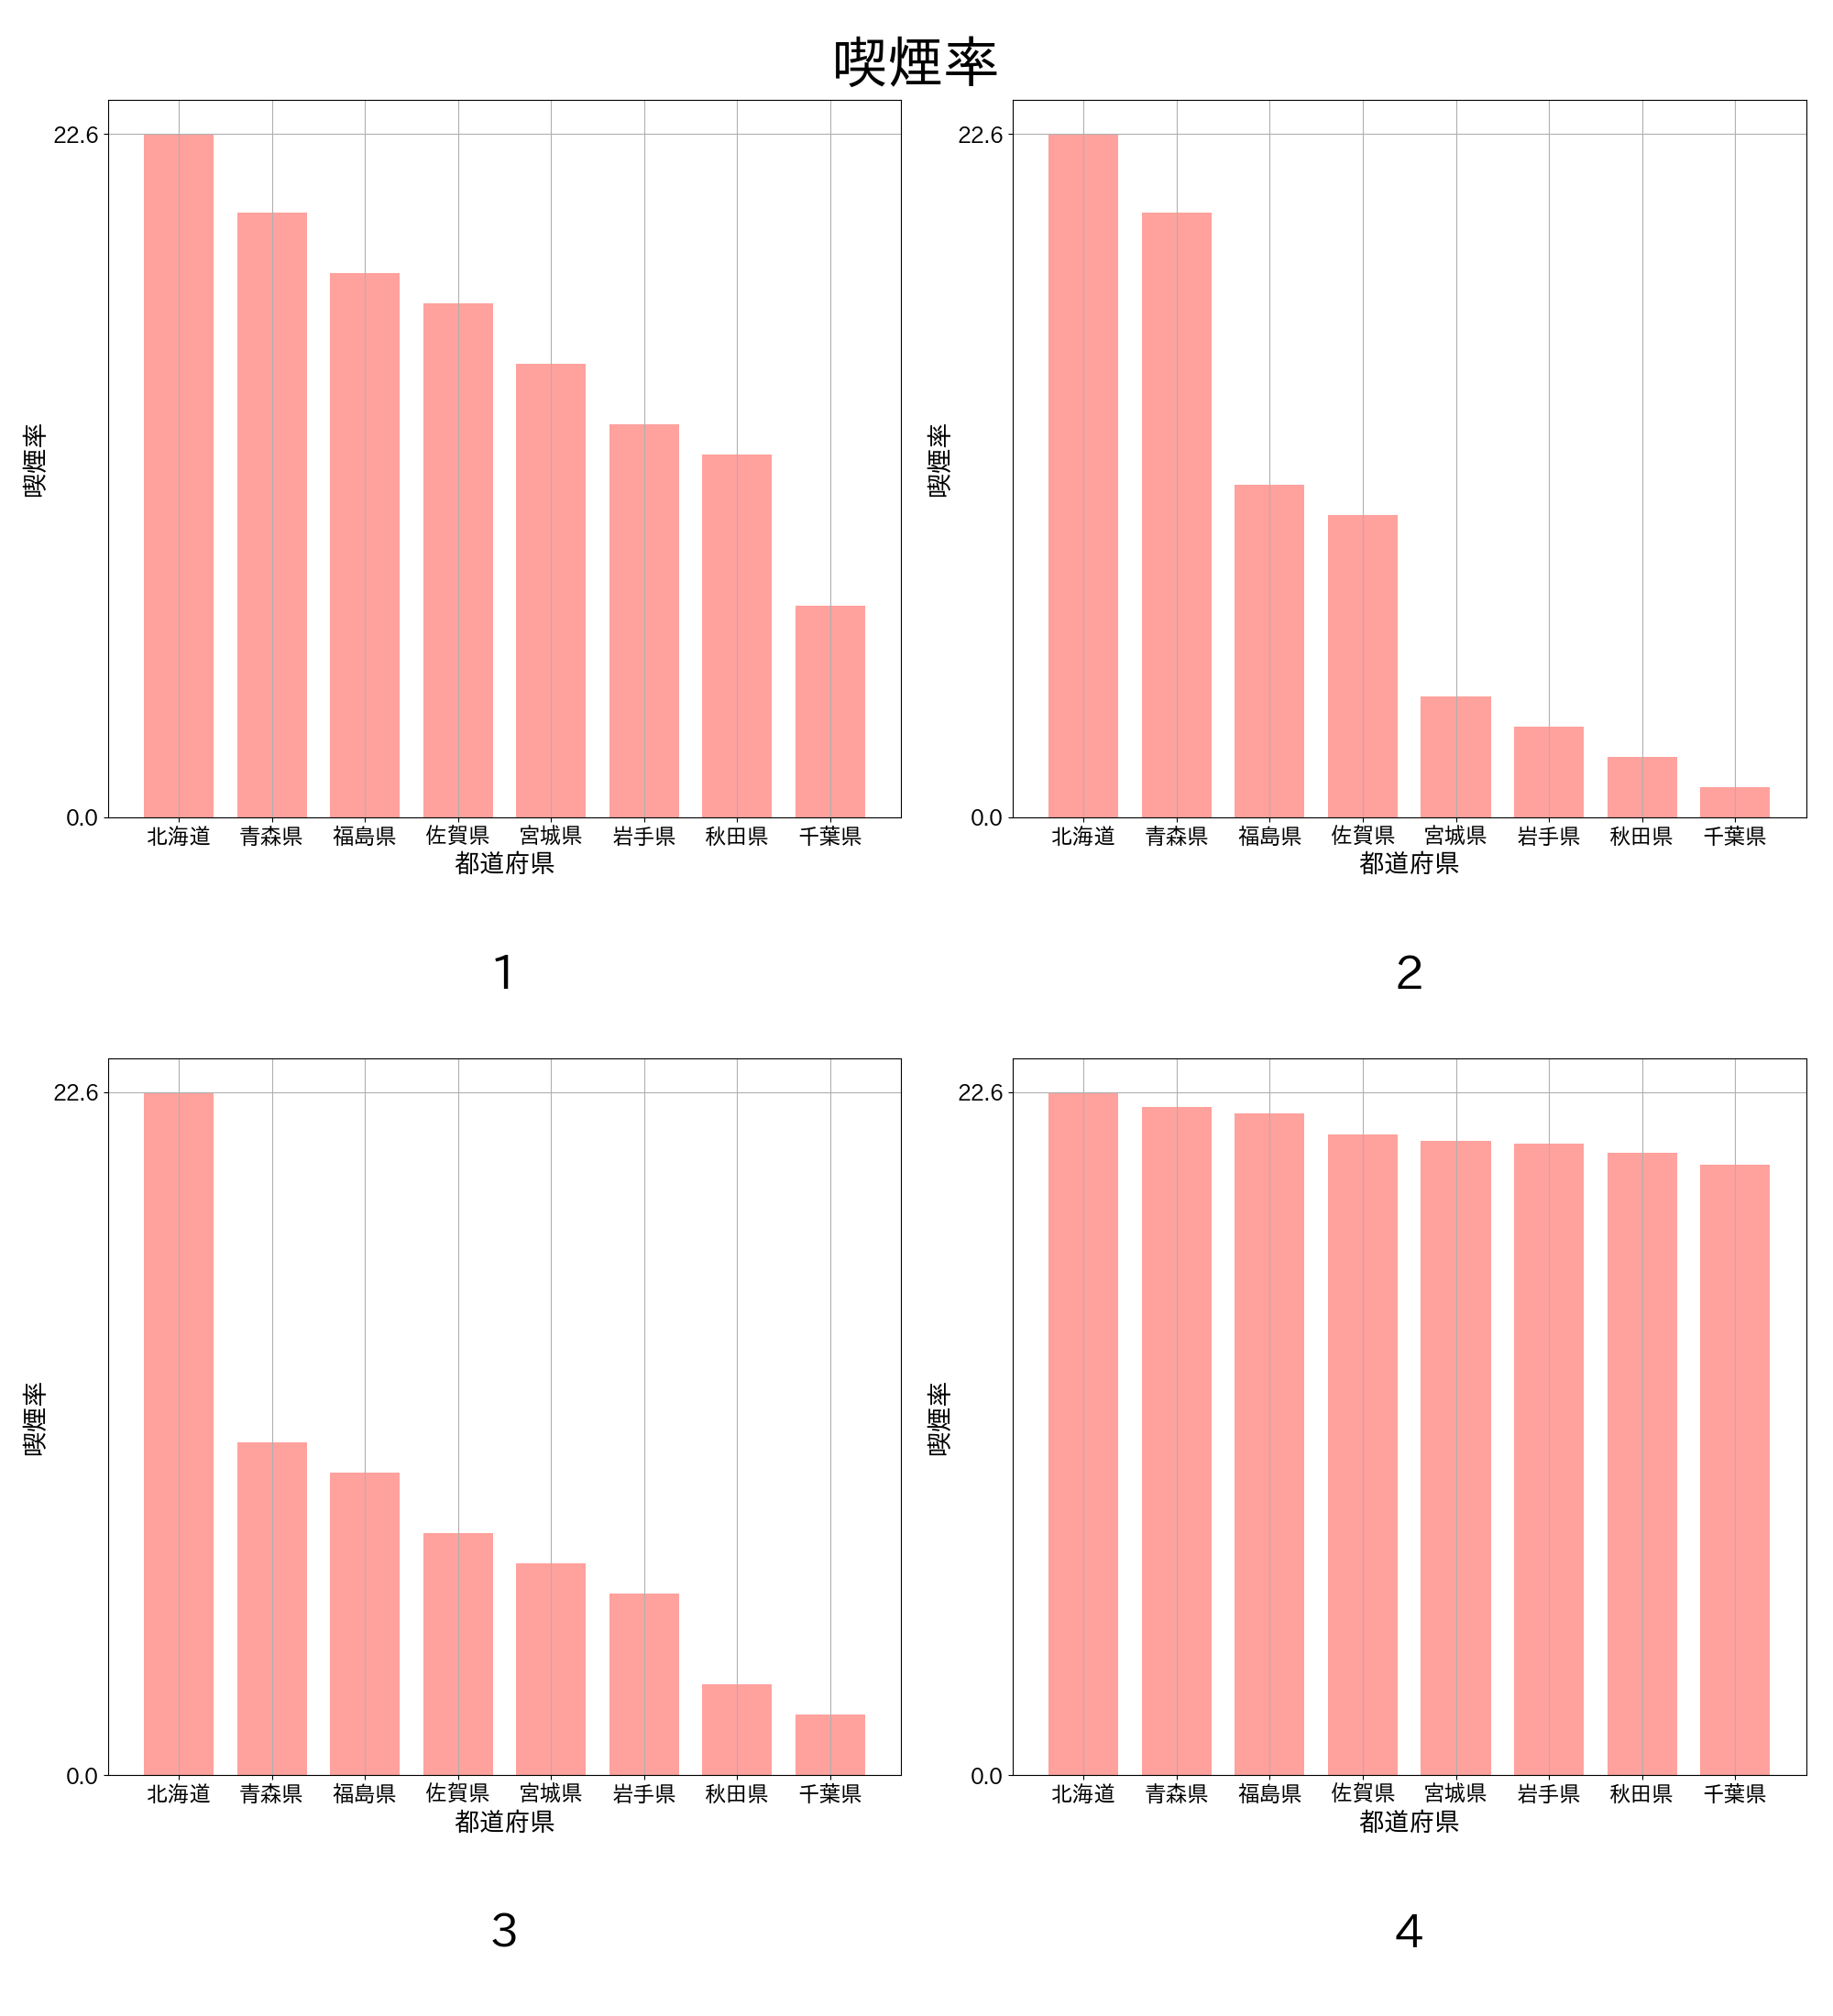 喫煙率
22.6
0.0
喫煙率
北海道 青森県 福島県 佐賀県 宮城県 岩手県 秋田県 千葉県
都道府県
1
22.6
0.0
喫煙率
北海道 青森県 福島県 佐賀県 宮城県 岩手県 秋田県 千葉県
都道府県
2
22.6
0.0
喫煙率
北海道 青森県 福島県 佐賀県 宮城県 岩手県 秋田県 千葉県
都道府県
3
22.6
0.0
喫煙率
北海道 青森県 福島県 佐賀県 宮城県 岩手県 秋田県 千葉県
都道府県
4